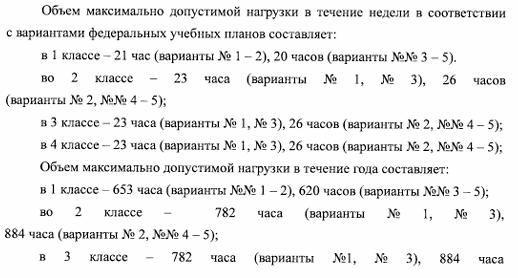 Объем максимально допустимой нагрузки в течение недели в соответствии
с вариантами федеральных учебных планов составляет:
в 1 классе – 21 час (варианты № 1 – 2), 20 часов (варианты №№ 3 – 5).
во 2 классе – 23 часа (варианты № 1, № 3), 26 часов
(варианты № 2, №№ 4 – 5);
в 3 классе – 23 часа (варианты № 1, № 3), 26 часов (варианты № 2, №№ 4 – 5);
в 4 классе – 23 часа (варианты № 1, № 3), 26 часов (варианты № 2, №№ 4 – 5);
Объем максимально допустимой нагрузки в течение года составляет:
в 1 классе – 653 часа (варианты №№ 1 – 2), 620 часов (варианты №№ 3 – 5);
во 2 классе – 782 часа (варианты № 1, № 3),
884 часа (варианты № 2, №№ 4 – 5);
в 3 классе – 782 часа (варианты №1, № 3), 884 часа